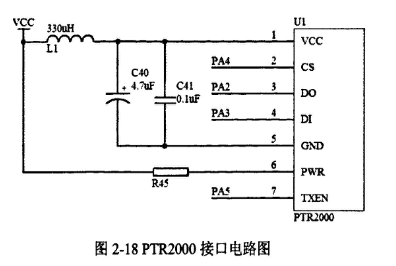 VCC
330uH
L1
U1
1
VCC
C40
4.7uF
C41
0.1uF
PA4
2
CS
PA2
3
DO
PA3
4
DI
5
GND
6
PWR
R45
PA5
7
TXEN
PTR2000
图 2-18 PTR2000 接口电路图